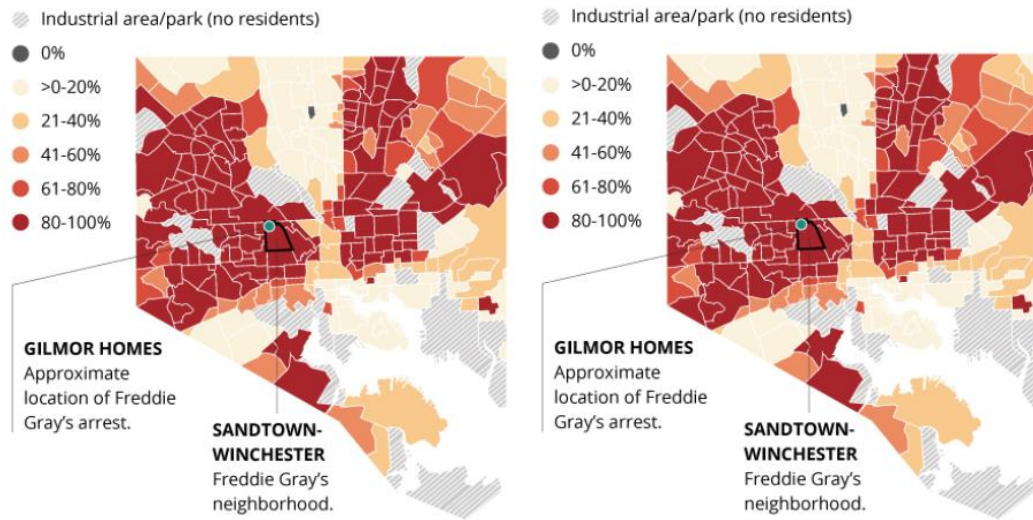 Industrial area/park (no residents)
0%
>0-20%
21-40%
41-60%
61-80%
80-100%
GILMOR HOMES
Approximate
location of Freddie
Gray's arrest.
SANDTOWN-
WINCHESTER
Freddie Gray's
neighborhood.
Industrial area/park (no residents)
0%
>0-20%
21-40%
41-60%
61-80%
80-100%
GILMOR HOMES
Approximate
location of Freddie
Gray's arrest.
SANDTOWN-
WINCHESTER
Freddie Gray's
neighborhood.